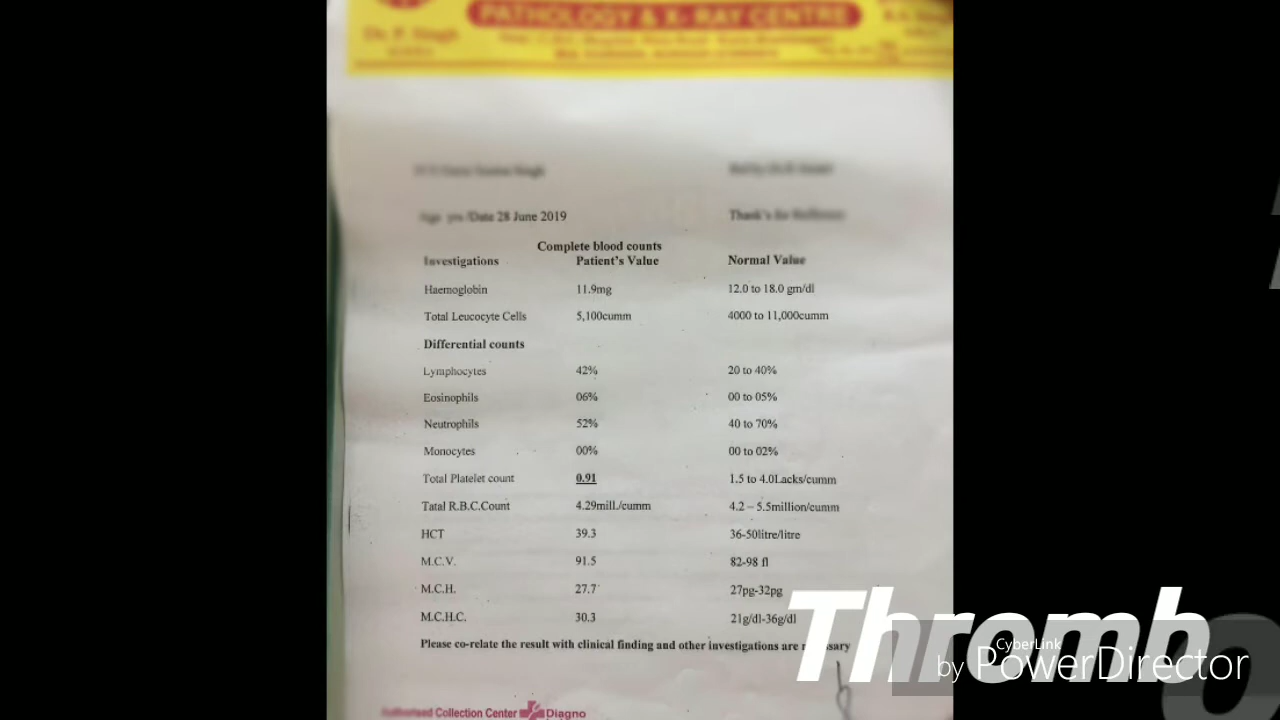 PATHOLOGY & X- RAY CENTRE
Dr. P. Singh
/Date 28 June 2019 Thank's for
Complete blood counts
Investigations Patient's Value Normal Value
Haemoglobin 11.9mg 12.0 to 18.0 gm/dl
Total Leucocyte Cells 5,100cumm 4000 to 11,000cumm
Differential counts
Lymphocytes 42% 20 to 40%
Eosinophils 06% 00 to 05%
Neutrophils 52% 40 to 70%
Monocytes 00% 00 to 02%
Total Platelet count 0.91 1.5 to 4.0Lacks/cumm
Tatal R.B.C.Count 4.29mill./cumm 4.2 – 5.5million/cumm
HCT 39.3 36-50litre/litre
M.C.V. 91.5 82-98 fl
M.C.H. 27.7 27pg-32pg
M.C.H.C. 30.3 21g/dl-36g/dl
Please co-relate the result with clinical finding and other investigations are
Authorised Collection Center Diagno
Thrombo
CyberLink
by PowerDirector